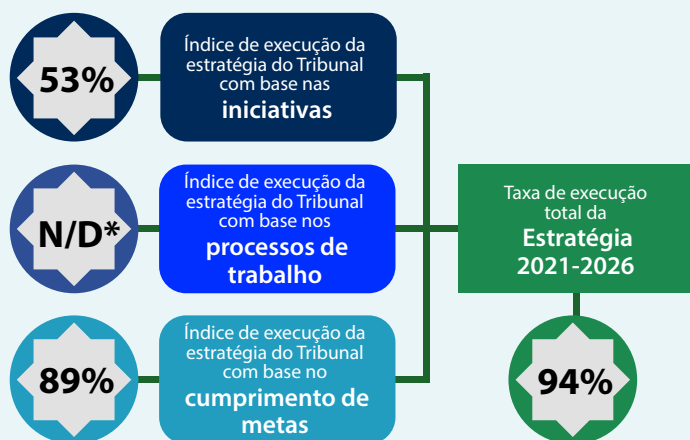 53%
Índice de execução da
estratégia do Tribunal
com base nas
iniciativas
N/D*
Índice de execução da
estratégia do Tribunal
com base nos
processos de
trabalho
89%
Índice de execução da
estratégia do Tribunal
com base no
cumprimento de
metas
Taxa de execução
total da
Estratégia
2021-2026
94%